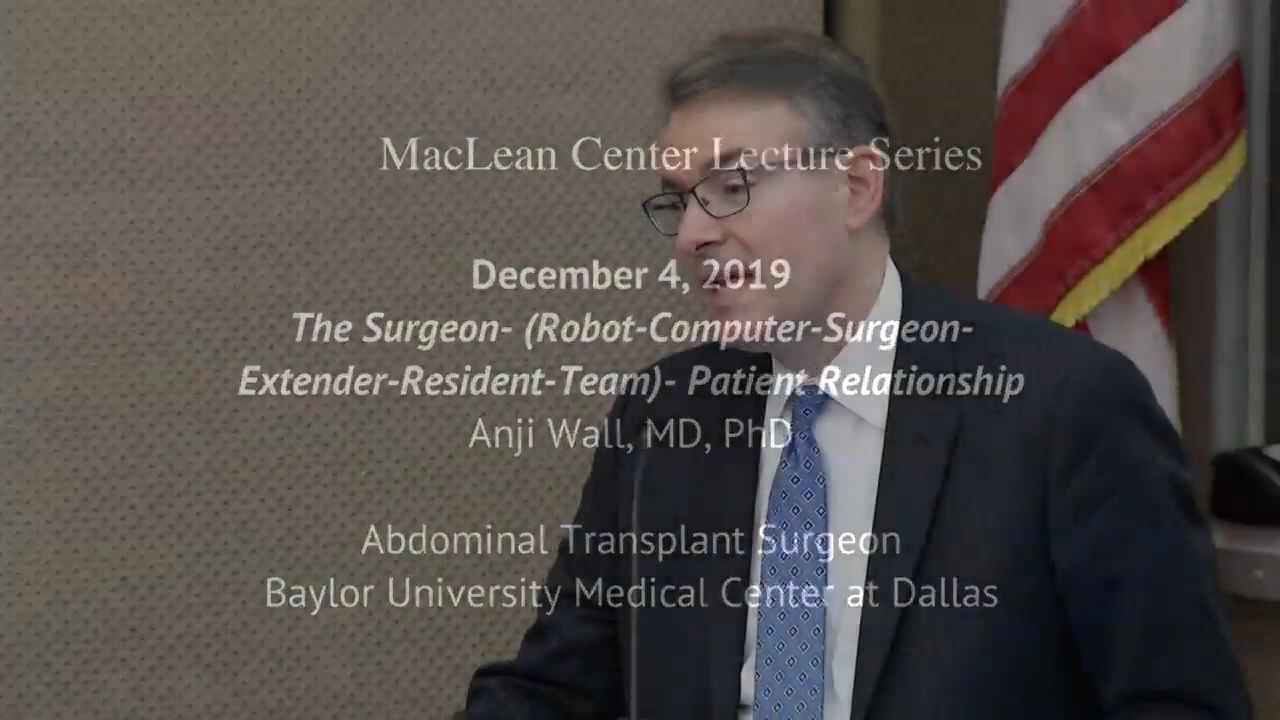 MacLean Center Lecture Series
December 4, 2019
The Surgeon- (Robot-Computer-Surgeon-
Extender-Resident-Team)- Patient Relationship
Anji Wall, MD, PhD
Abdominal Transplant Surgeon
Baylor University Medical Center at Dallas